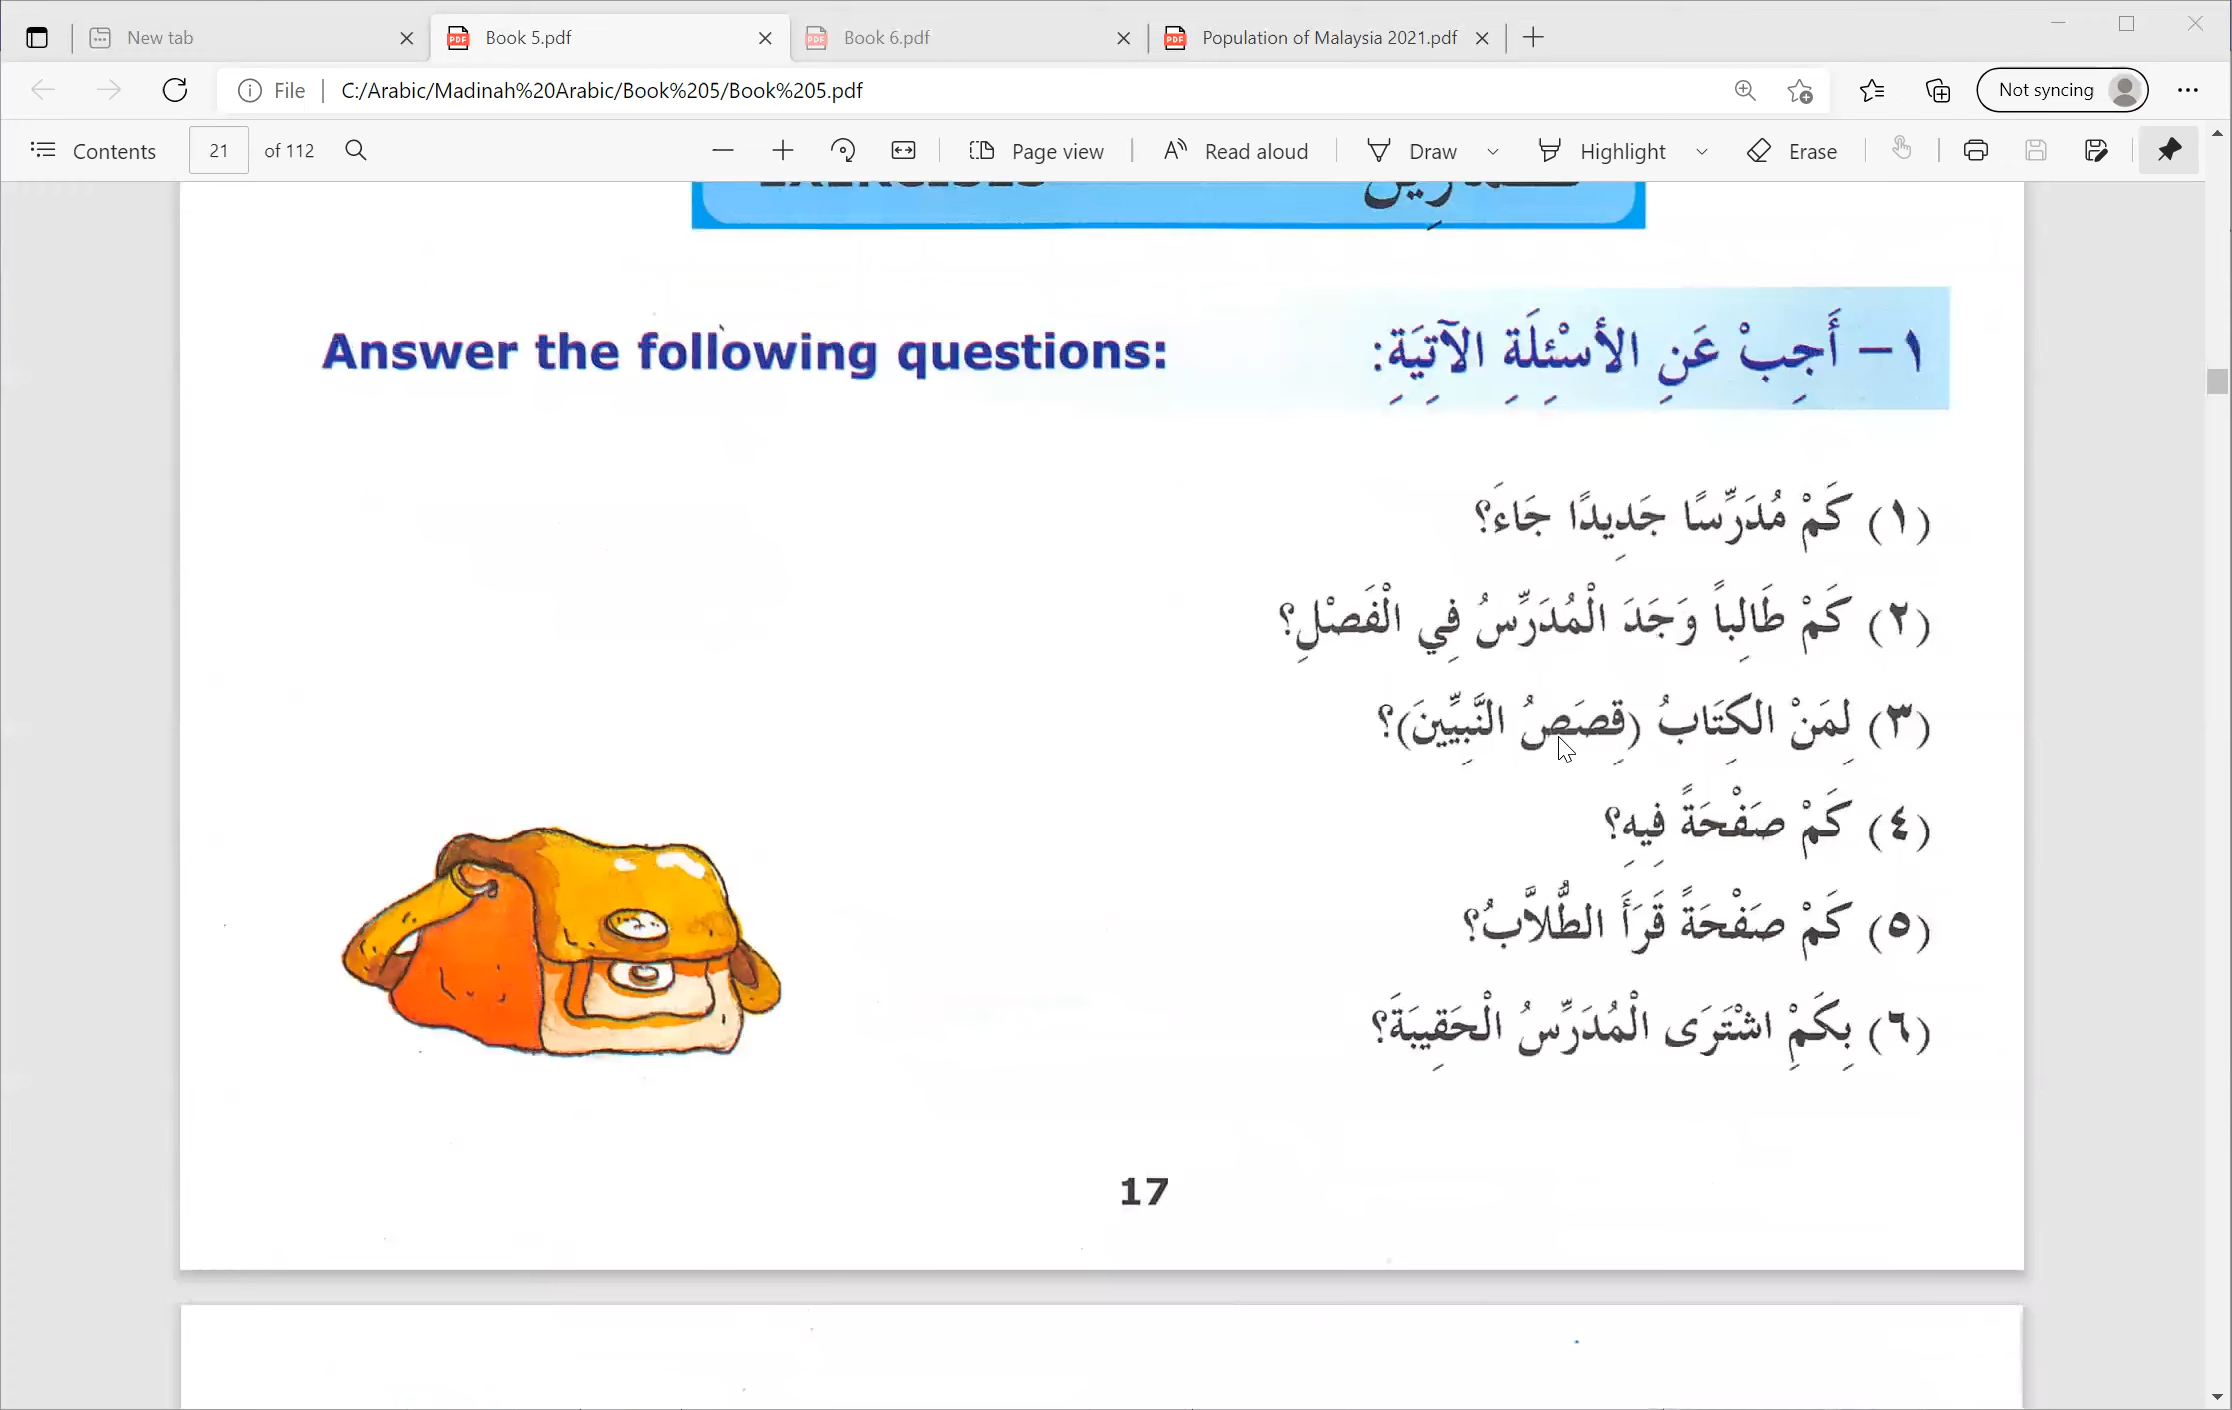 New tab
Book 5.pdf
Book 6.pdf
Population of Malaysia 2021.pdf
File
C:/Arabic/Madinah%20Arabic/Book%205/Book%205.pdf
Not syncing
Contents
21 of 112
Page view
Read aloud
Draw
Highlight
Erase
Answer the following questions:
١ – أَجِبْ عَنِ الأسْئِلَةِ الآتِيَةِ:
(١) كَمْ مُدَرِّسًا جَدِيدًا جَاءَ؟
(٢) كَمْ طَالِباً وَجَدَ الْمُدَرِّسُ فِي الْفَصْلِ؟
(٣) لِمَنْ الكِتَابُ (قِصَصُ النَّبِيِّينَ)؟
(٤) كَمْ صَفْحَةً فِيهِ؟
(٥) كَمْ صَفْحَةً قَرَأَ الطُّلاَّبُ؟
(٦) بِكَمِْ اشْتَرَى الْمُدَرِّسُ الْحَقِيبَةَ؟
17